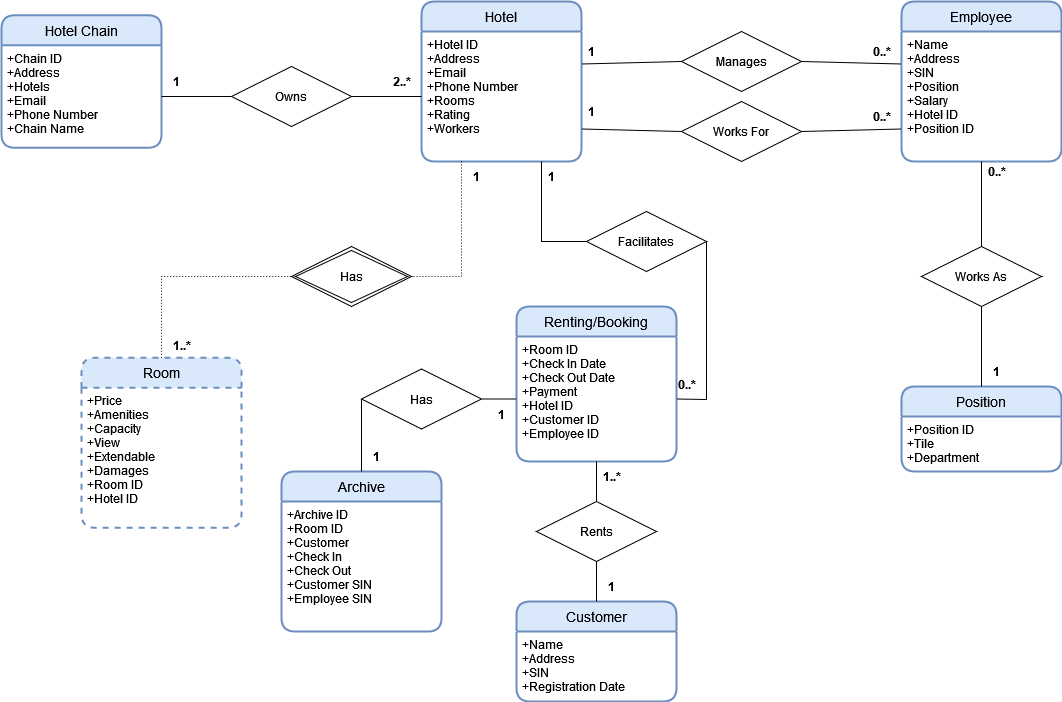 Hotel Chain
+Chain ID
+Address
+Hotels
+Email
+Phone Number
+Chain Name
1
Owns
2..*
Hotel
+Hotel ID
+Address
+Email
+Phone Number
+Rooms
+Rating
+Workers
1
Manages
0..*
1
Works For
0..*
Employee
+Name
+Address
+SIN
+Position
+Salary
+Hotel ID
+Position ID
1
1
0..*
Has
Facilitates
Works As
1..*
0..*
1
Room
+Price
+Amenities
+Capacity
+View
+Extendable
+Damages
+Room ID
+Hotel ID
Renting/Booking
+Room ID
+Check In Date
+Check Out Date
+Payment
+Hotel ID
+Customer ID
+Employee ID
Position
+Position ID
+Tile
+Department
Has
1
1
Archive
+Archive ID
+Room ID
+Customer
+Check In
+Check Out
+Customer SIN
+Employee SIN
1..*
Rents
1
Customer
+Name
+Address
+SIN
+Registration Date